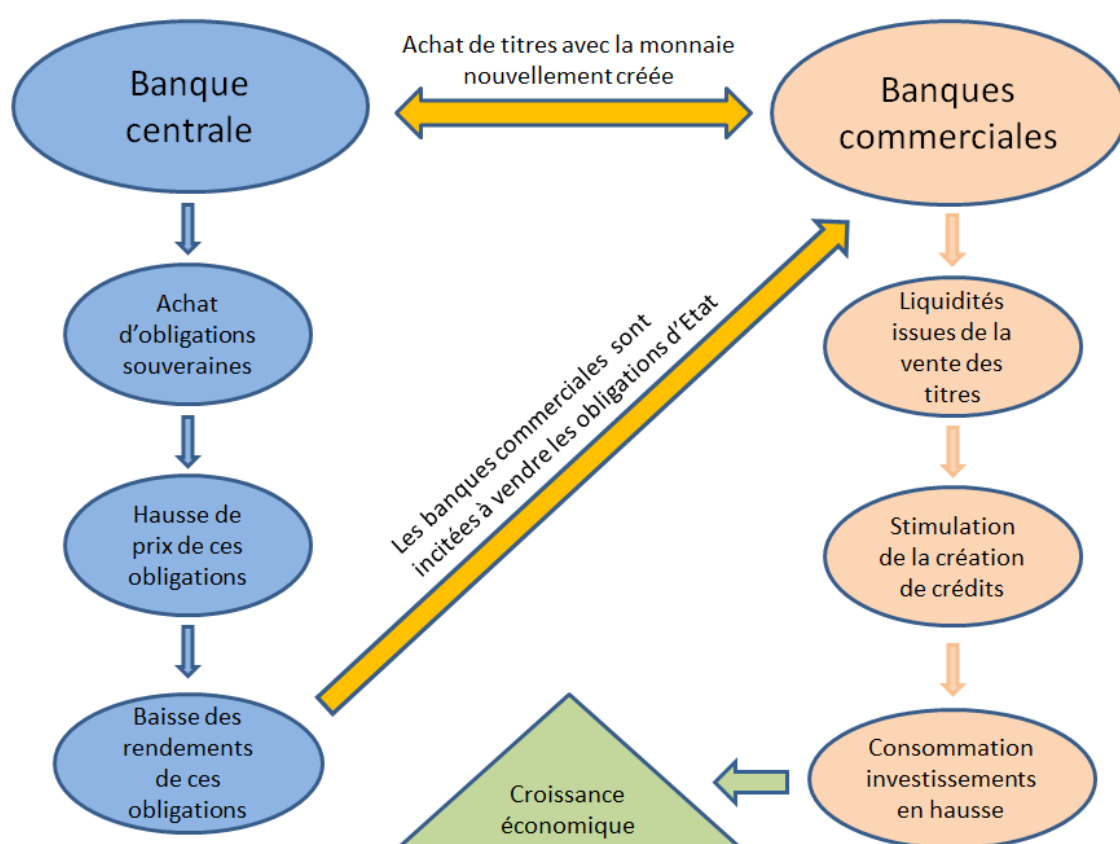 Banque
centrale
Achat de titres avec la monnaie
nouvellement créée
Banques
commerciales
Achat
d'obligations
souveraines
Hausse de
prix de ces
obligations
Baisse des
rendements
de ces
obligations
Les banques commerciales sont
incitées à vendre les obligations d'Etat
Liquidités
issues de la
vente des
titres
Stimulation
de la création
de crédits
Consommation
investissements
en hausse
Croissance
économique